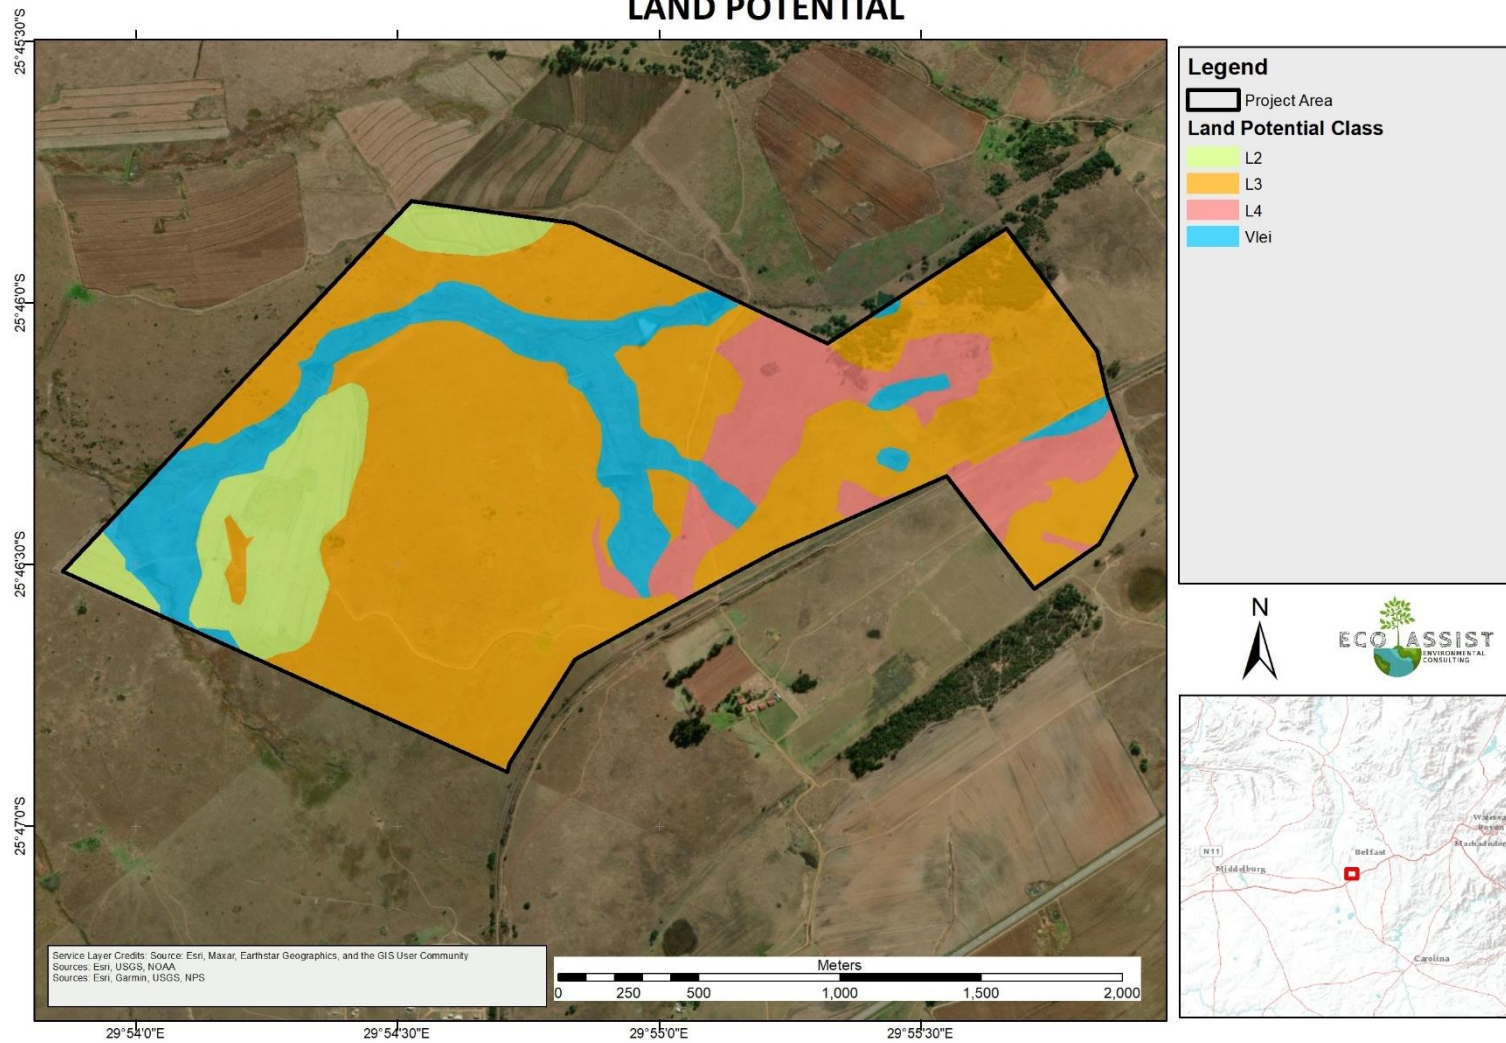 LAND POTENTIAL
25°45'30"S
25°46'0"S
25°46'30"S
25°47'0"S
29°54'0"E
29°54'30"E
29°55'0"E
29°55'30"E
Service Layer Credits: Source: Esri, Maxar, Earthstar Geographics, and the GIS User Community
Sources: Esri, USGS, NOAA
Sources: Esri, Garmin, USGS, NPS
Meters
0 250 500 1,000 1,500 2,000
Legend
Project Area
Land Potential Class
L2
L3
L4
Vlei
N
ECO ASSIST
ENVIRONMENTAL
CONSULTING
N11
Middelburg
Belfast
Carolina